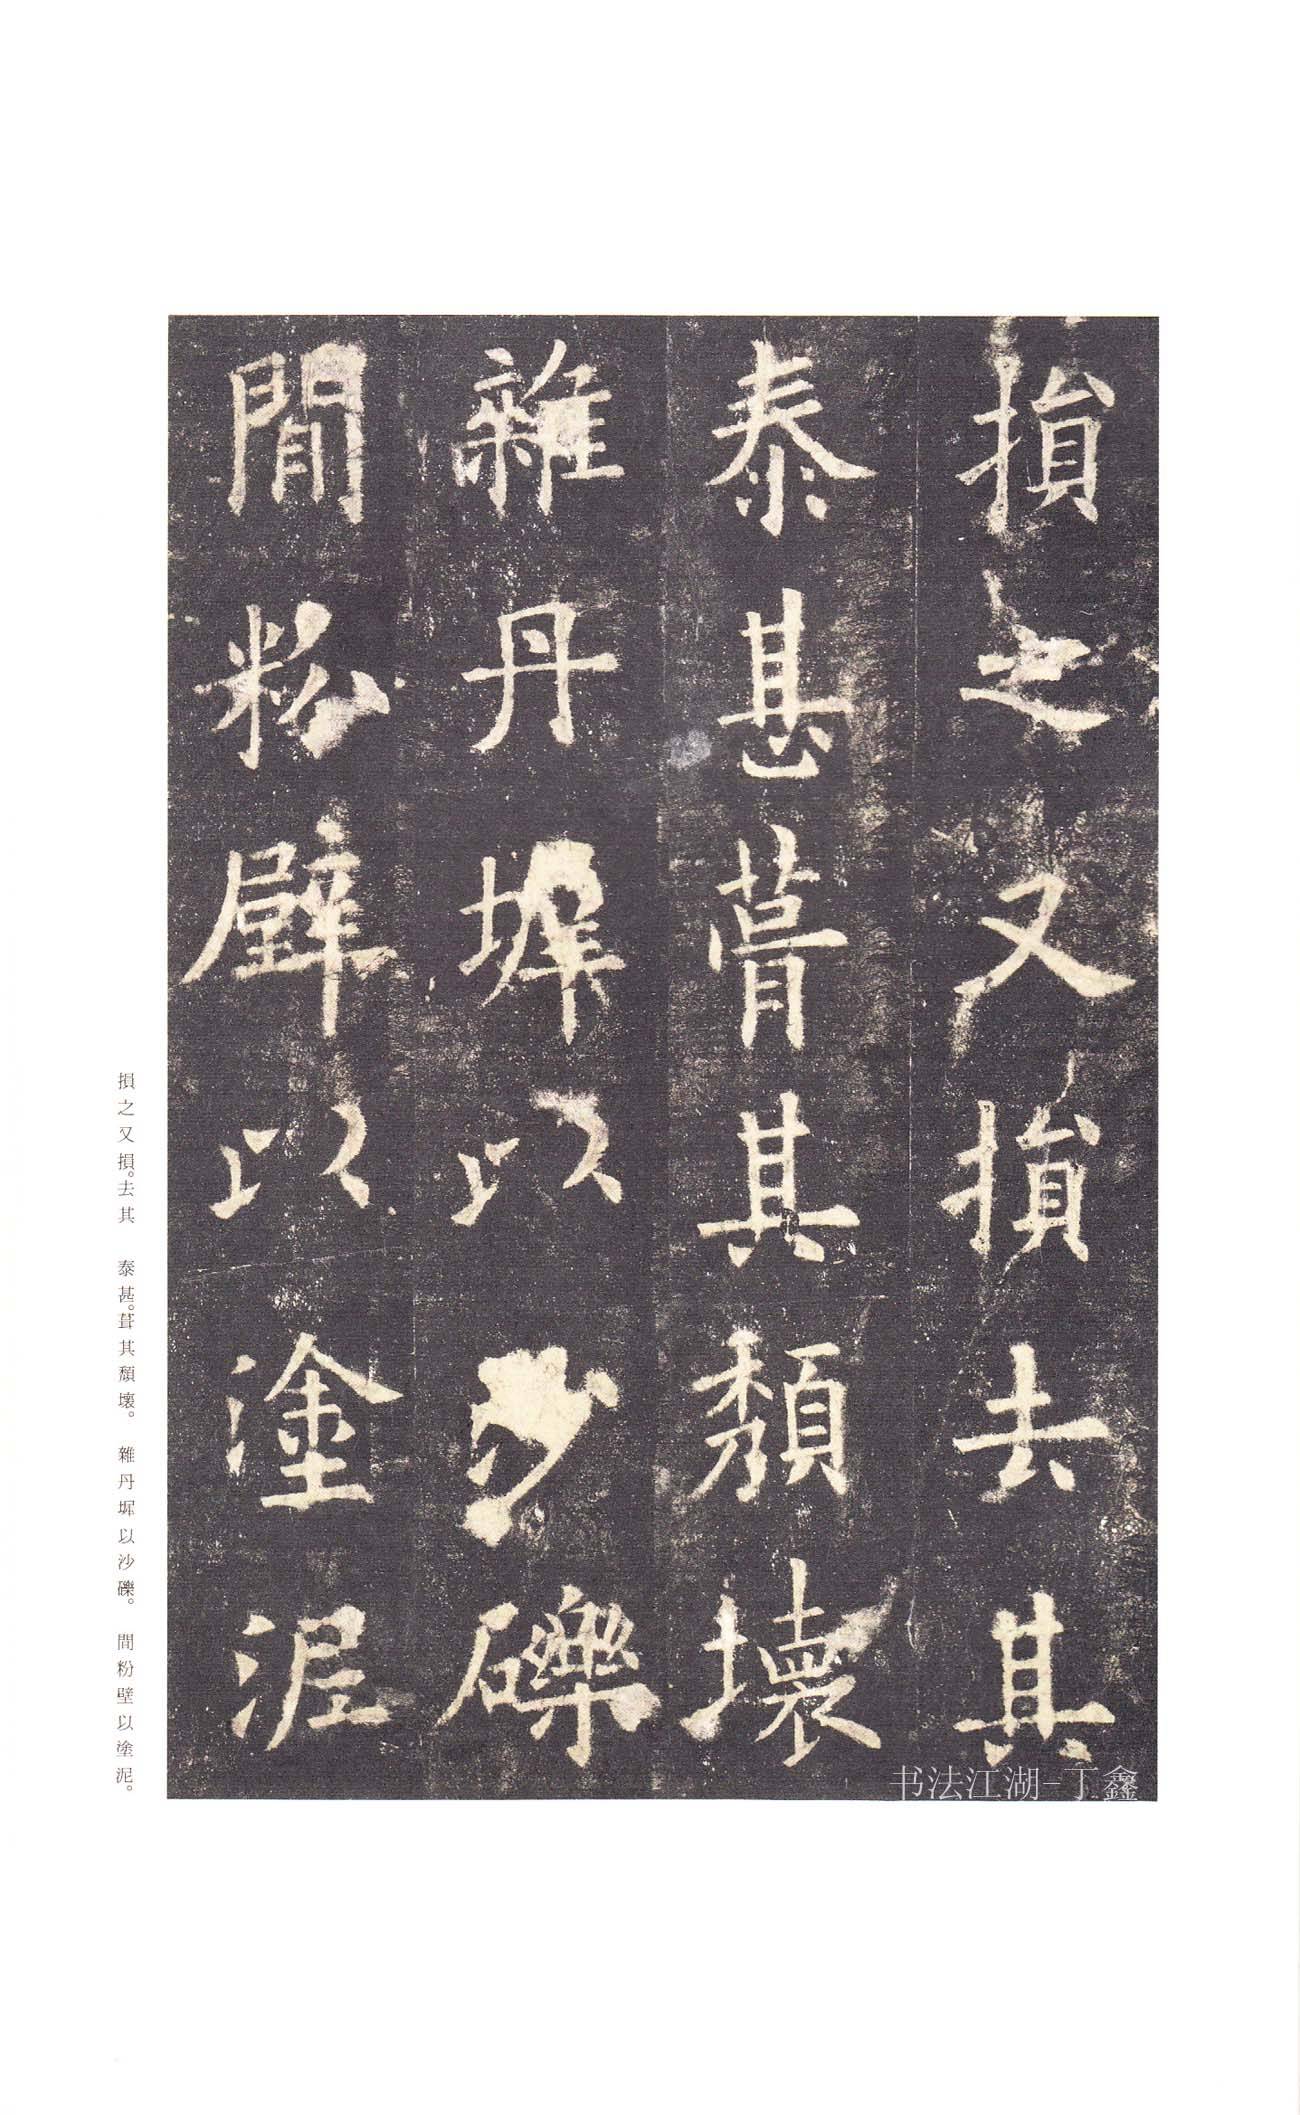 損之又損去其
泰甚葺其頹壞
雜丹墀以沙礫
間粉壁以塗泥
損之又損。去其　泰甚。葺其頹壞。　雜丹墀以沙礫。　間粉壁以塗泥。
书法江湖-丁鑫